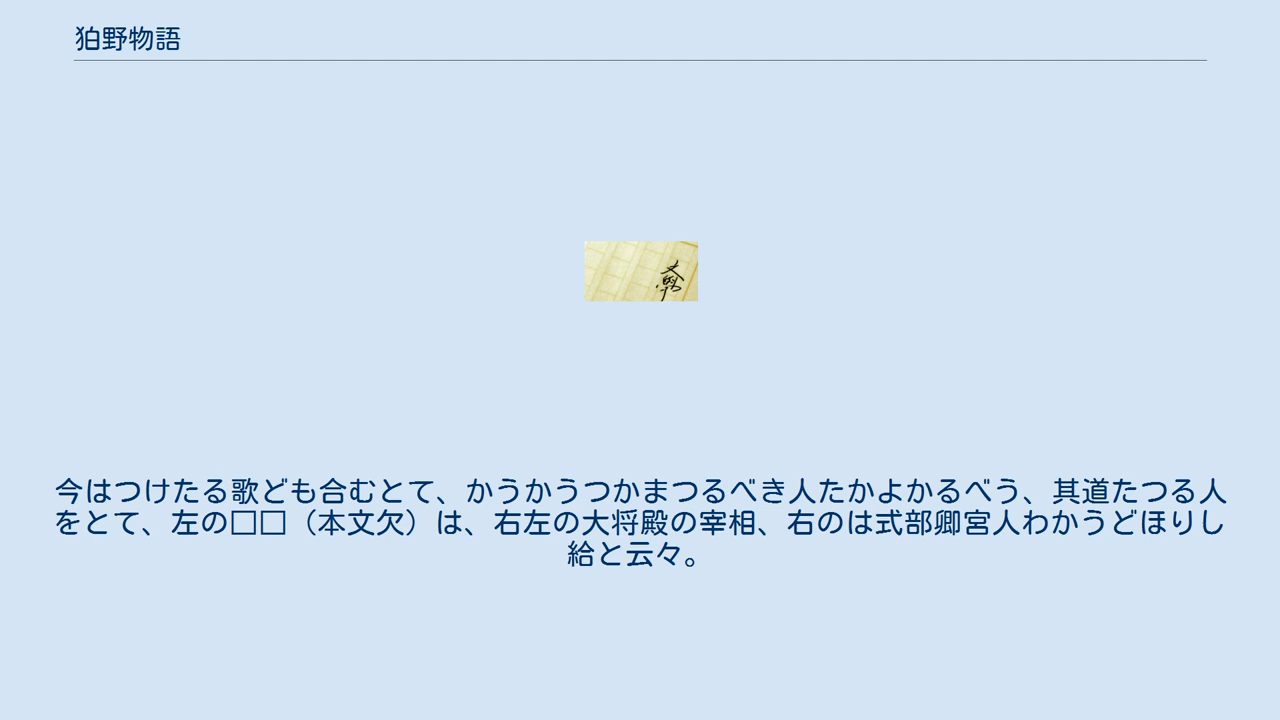 狛野物語
今はつけたる歌ども合むとて、かうかうつかまつるべき人たかよかるべう、其道たつる人
をとて、左の□□（本文欠）は、右左の大将殿の宰相、右のは式部卿宮人わかうどほりし
給と云々。